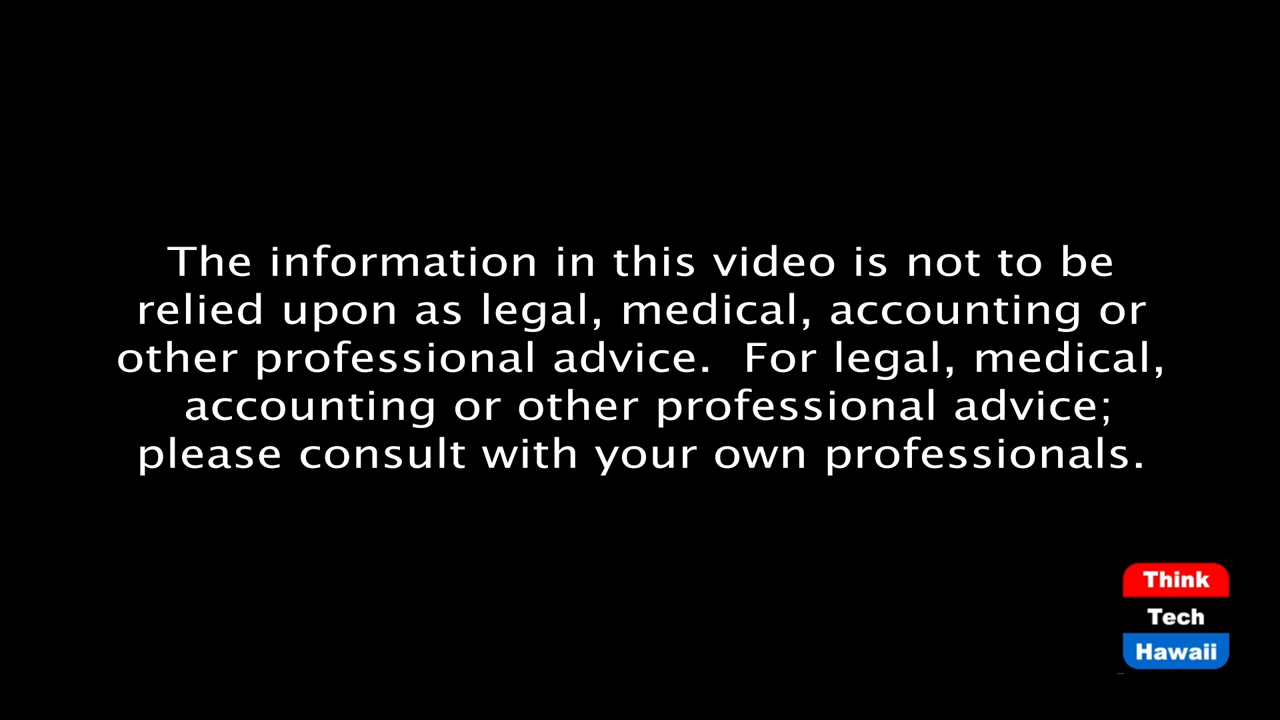 The information in this video is not to be
relied upon as legal, medical, accounting or
other professional advice.  For legal, medical,
accounting or other professional advice;
please consult with your own professionals.
Think
Tech
Hawaii